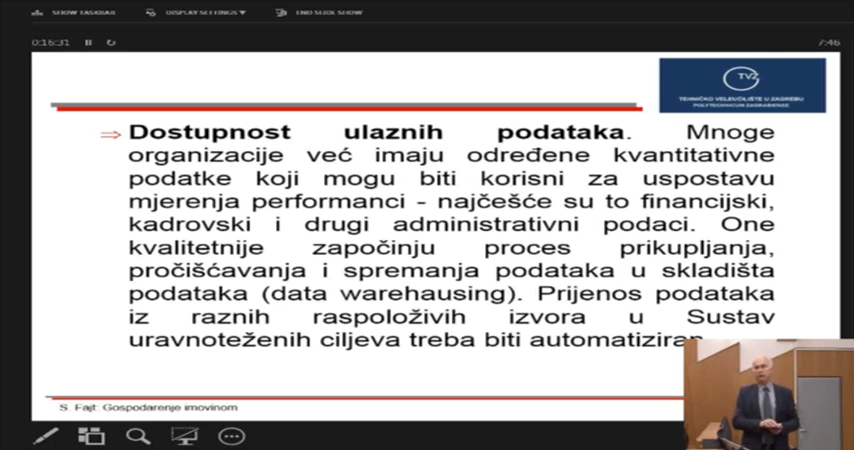 SHOW TASKBAR DISPLAY SETTINGS ▼ END SLIDE SHOW
0:16:31 7:46
TVZ
TEHNIČKO VELEUČILIŠTE U ZAGREBU
POLYTECHNICUM ZAGRABIENSE
⇒ Dostupnost ulaznih podataka. Mnoge
organizacije već imaju određene kvantitativne
podatke koji mogu biti korisni za uspostavu
mjerenja performanci - najčešće su to financijski,
kadrovski i drugi administrativni podaci. One
kvalitetnije započinju proces prikupljanja,
pročišćavanja i spremanja podataka u skladišta
podataka (data warehausing). Prijenos podataka
iz raznih raspoloživih izvora u Sustav
uravnoteženih ciljeva treba biti automatiziran
S. Fajt: Gospodarenje imovinom